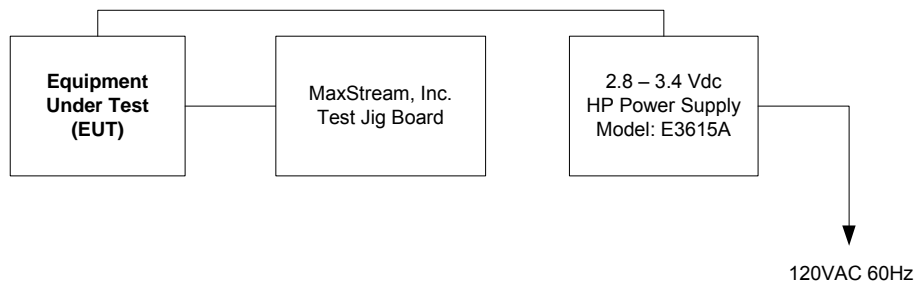 Equipment
Under Test
(EUT)
MaxStream, Inc.
Test Jig Board
2.8 – 3.4 Vdc
HP Power Supply
Model: E3615A
120VAC 60Hz